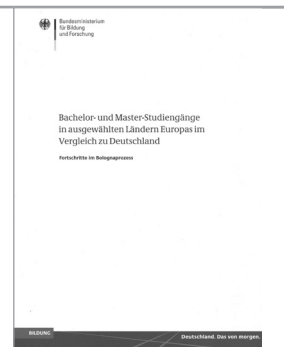 Bundesministerium
für Bildung
und Forschung
Bachelor- und Master-Studiengänge
in ausgewählten Ländern Europas im
Vergleich zu Deutschland
Fortschritte im Bolognaprozess
BILDUNG
Deutschland. Das von morgen.